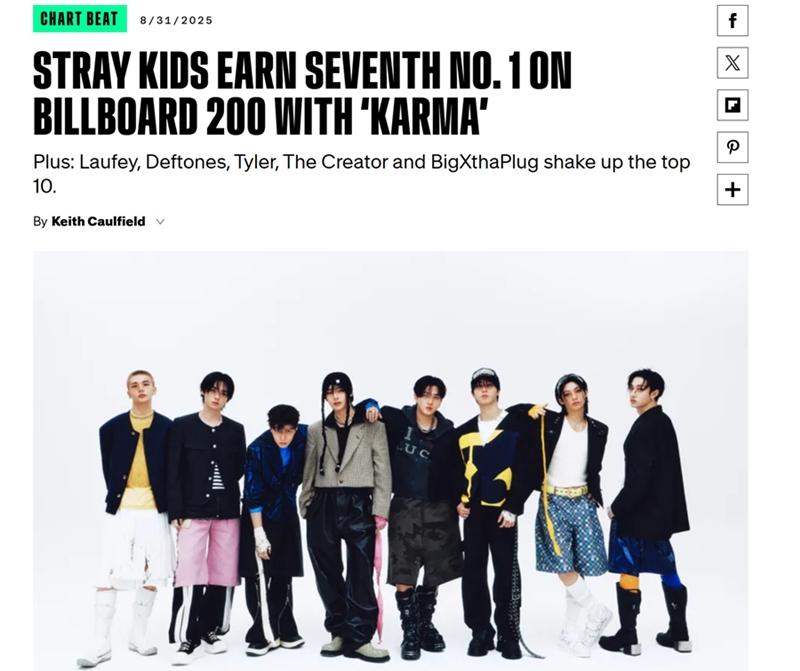 CHART BEAT 8/31/2025
STRAY KIDS EARN SEVENTH NO. 1 ON
BILLBOARD 200 WITH ‘KARMA’
Plus: Laufey, Deftones, Tyler, The Creator and BigXthaPlug shake up the top
10.
By Keith Caulfield